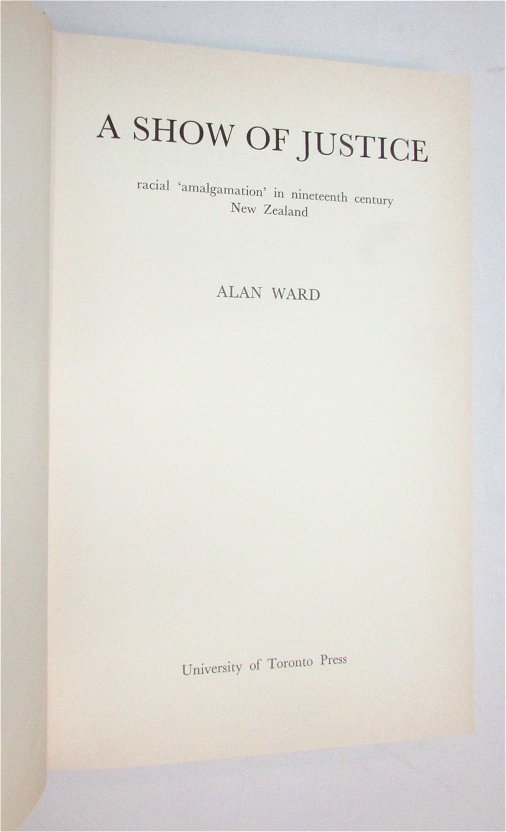 A SHOW OF JUSTICE
racial ‘amalgamation’ in nineteenth century
New Zealand
ALAN WARD
University of Toronto Press